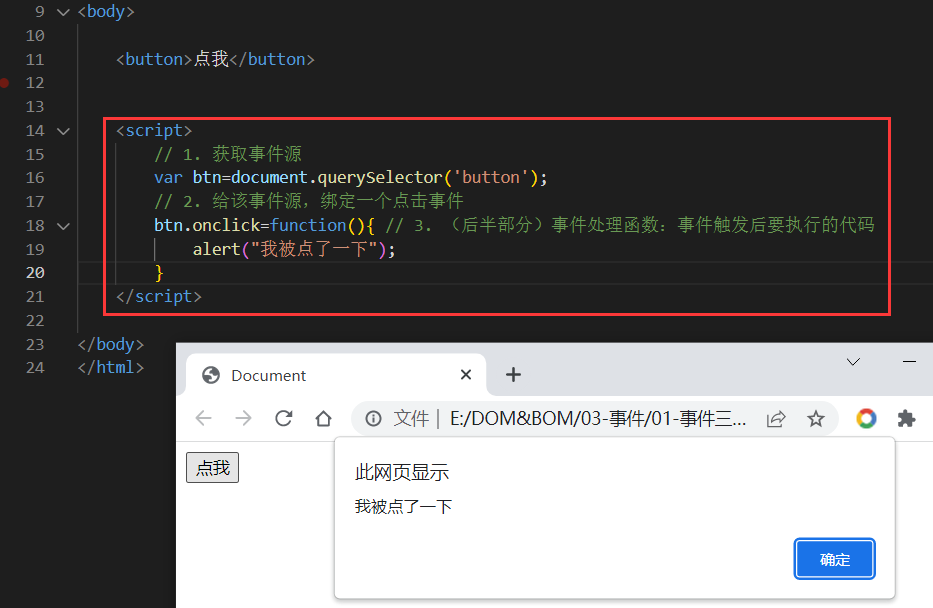 9 <body>
10
11 <button>点我</button>
12
13
14 <script>
15 // 1. 获取事件源
16 var btn=document.querySelector('button');
17 // 2. 给该事件源，绑定一个点击事件
18 btn.onclick=function(){ // 3. （后半部分）事件处理函数：事件触发后要执行的代码
19 alert("我被点了一下");
20 }
21 </script>
22
23 </body>
24 </html>
Document
文件 | E:/DOM&BOM/03-事件/01-事件三...
点我
此网页显示
我被点了一下
确定